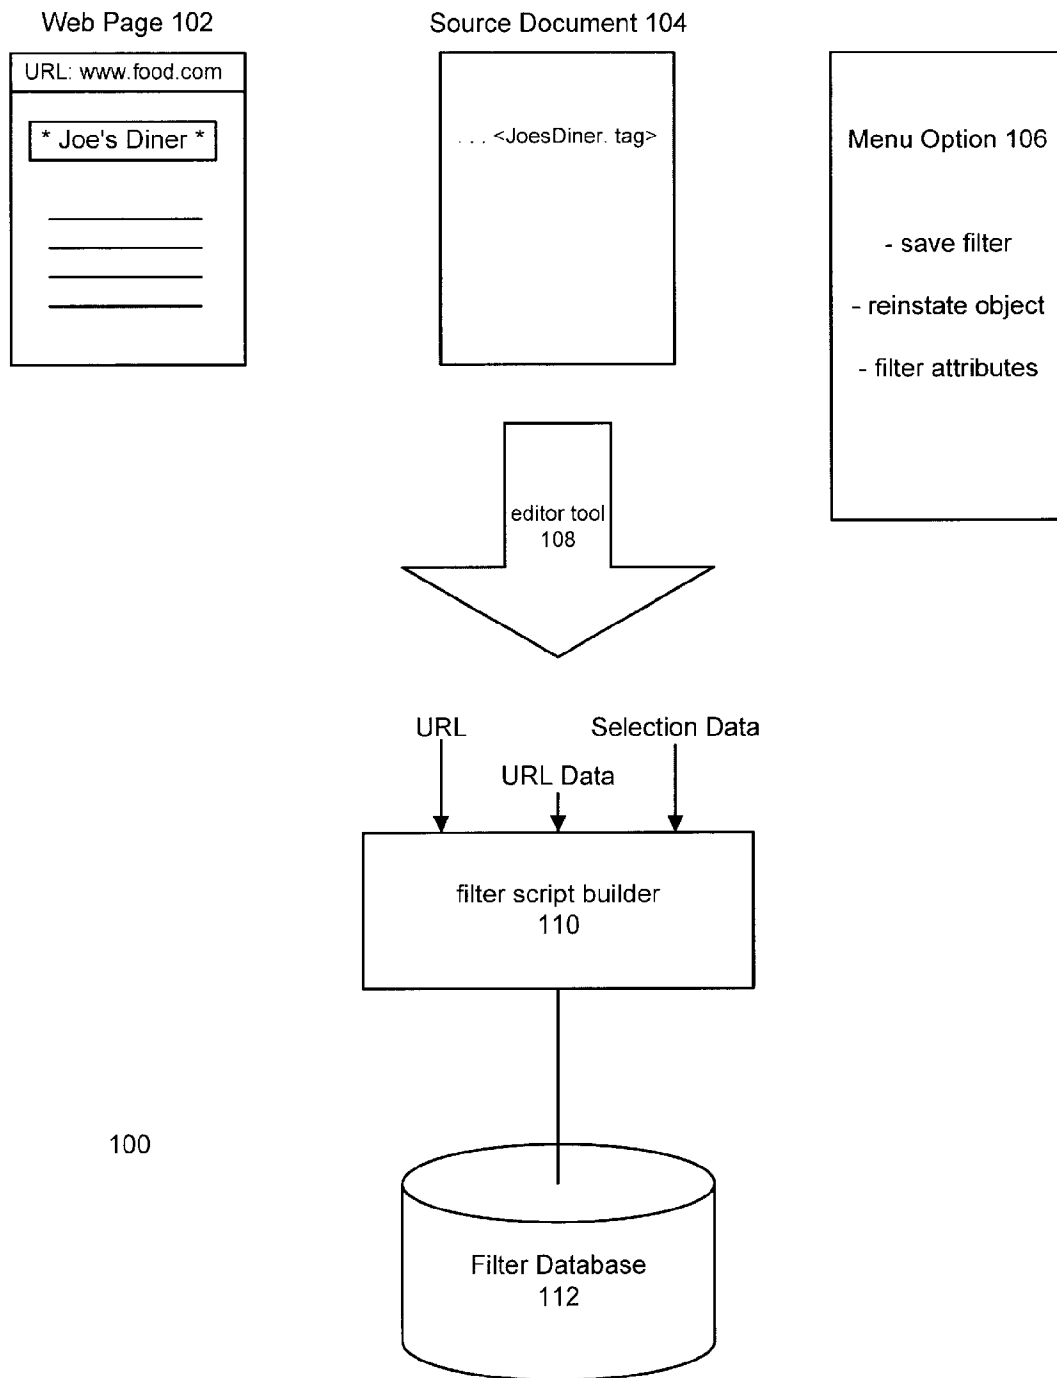 Web Page 102
Source Document 104
URL: www.food.com
* Joe's Diner *
. . . <JoesDiner. tag>
Menu Option 106
- save filter
- reinstate object
- filter attributes
editor tool
108
URL
Selection Data
URL Data
filter script builder
110
100
Filter Database
112